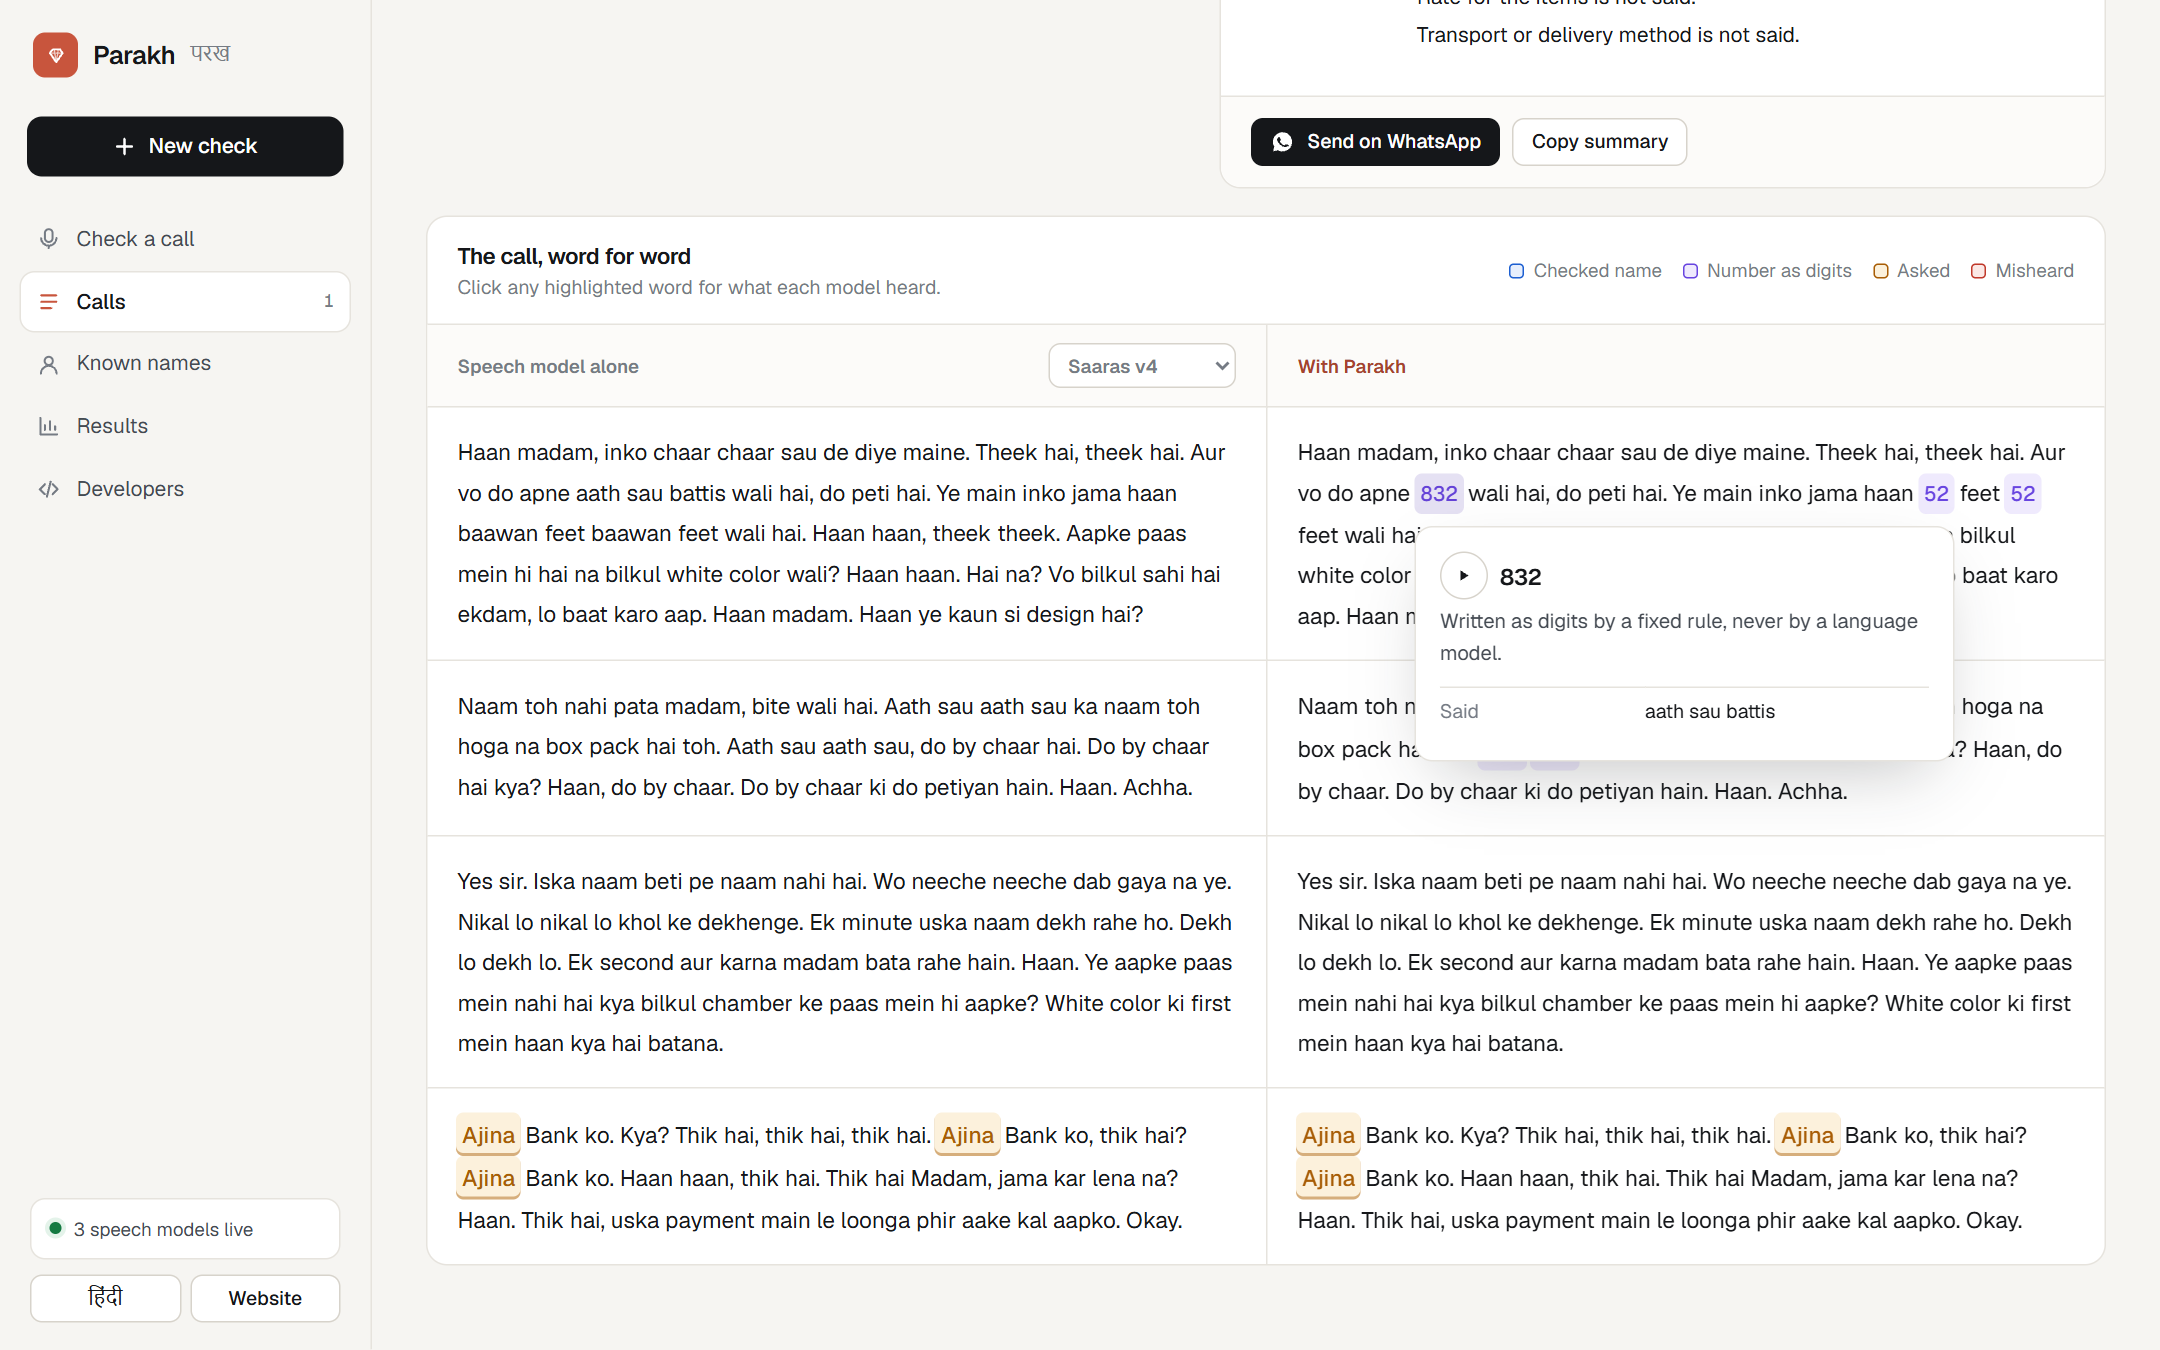 Parakh परख
New check
Check a call
Calls 1
Known names
Results
Developers
3 speech models live
हिंदी
Website
Transport or delivery method is not said.
Send on WhatsApp
Copy summary
The call, word for word
Click any highlighted word for what each model heard.
Checked name
Number as digits
Asked
Misheard
Speech model alone
Saaras v4
With Parakh
Haan madam, inko chaar chaar sau de diye maine. Theek hai, theek hai. Aur
vo do apne aath sau battis wali hai, do peti hai. Ye main inko jama haan
baawan feet baawan feet wali hai. Haan haan, theek theek. Aapke paas
mein hi hai na bilkul white color wali? Haan haan. Hai na? Vo bilkul sahi hai
ekdam, lo baat karo aap. Haan madam. Haan ye kaun si design hai?
Haan madam, inko chaar chaar sau de diye maine. Theek hai, theek hai. Aur
vo do apne 832 wali hai, do peti hai. Ye main inko jama haan 52 feet 52
feet wali bilkul
white color baat karo
aap. Haan
832
Written as digits by a fixed rule, never by a language
model.
Said aath sau battis
Naam toh nahi pata madam, bite wali hai. Aath sau aath sau ka naam toh
hoga na box pack hai toh. Aath sau aath sau, do by chaar hai. Do by chaar
hai kya? Haan, do by chaar. Do by chaar ki do petiyan hain. Haan. Achha.
Naam toh hoga na
box pack Haan, do
by chaar. Do by chaar ki do petiyan hain. Haan. Achha.
Yes sir. Iska naam beti pe naam nahi hai. Wo neeche neeche dab gaya na ye.
Nikal lo nikal lo khol ke dekhenge. Ek minute uska naam dekh rahe ho. Dekh
lo dekh lo. Ek second aur karna madam bata rahe hain. Haan. Ye aapke paas
mein nahi hai kya bilkul chamber ke paas mein hi aapke? White color ki first
mein haan kya hai batana.
Yes sir. Iska naam beti pe naam nahi hai. Wo neeche neeche dab gaya na ye.
Nikal lo nikal lo khol ke dekhenge. Ek minute uska naam dekh rahe ho. Dekh
lo dekh lo. Ek second aur karna madam bata rahe hain. Haan. Ye aapke paas
mein nahi hai kya bilkul chamber ke paas mein hi aapke? White color ki first
mein haan kya hai batana.
Ajina Bank ko. Kya? Thik hai, thik hai, thik hai. Ajina Bank ko, thik hai?
Ajina Bank ko. Haan haan, thik hai. Thik hai Madam, jama kar lena na?
Haan. Thik hai, uska payment main le loonga phir aake kal aapko. Okay.
Ajina Bank ko. Kya? Thik hai, thik hai, thik hai. Ajina Bank ko, thik hai?
Ajina Bank ko. Haan haan, thik hai. Thik hai Madam, jama kar lena na?
Haan. Thik hai, uska payment main le loonga phir aake kal aapko. Okay.